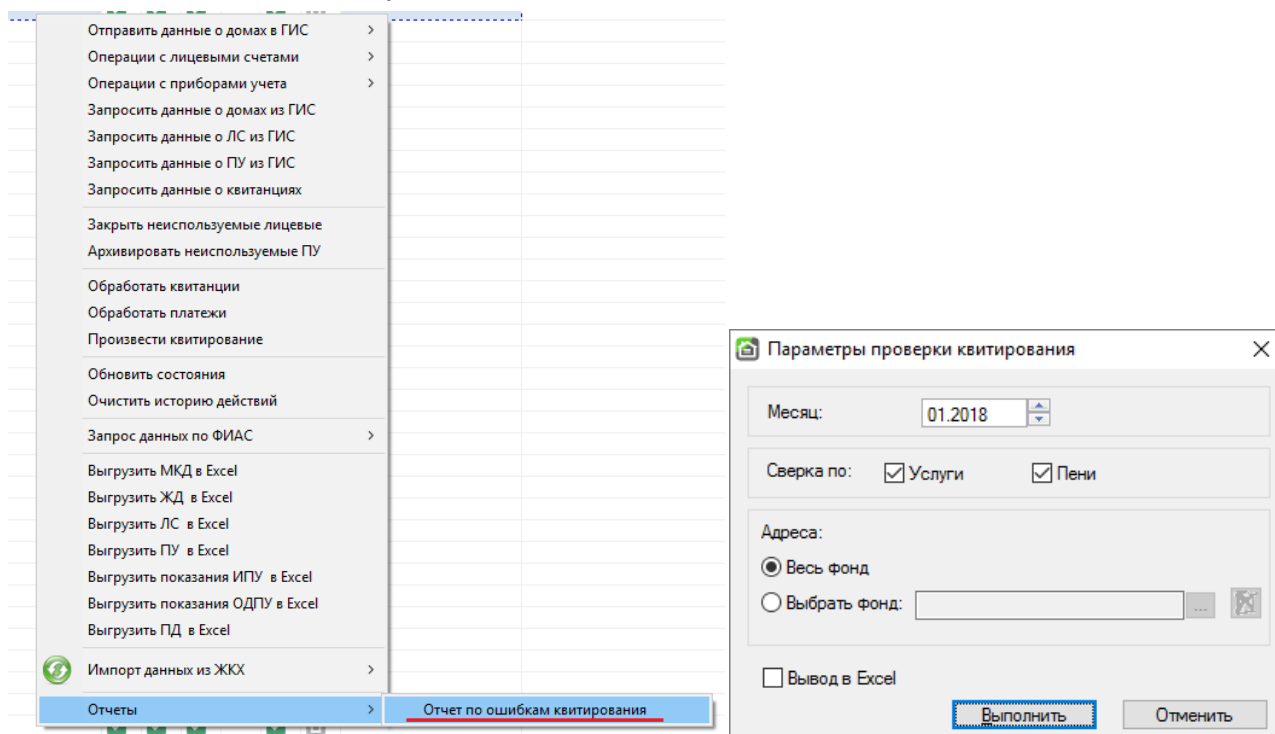 Отправить данные о домах в ГИС
Операции с лицевыми счетами
Операции с приборами учета
Запросить данные о домах из ГИС
Запросить данные о ЛС из ГИС
Запросить данные о ПУ из ГИС
Запросить данные о квитанциях
Закрыть неиспользуемые лицевые
Архивировать неиспользуемые ПУ
Обработать квитанции
Обработать платежи
Произвести квитирование
Обновить состояния
Очистить историю действий
Запрос данных по ФИАС
Выгрузить МКД в Excel
Выгрузить ЖД в Excel
Выгрузить ЛС в Excel
Выгрузить ПУ в Excel
Выгрузить показания ИПУ в Excel
Выгрузить показания ОДПУ в Excel
Выгрузить ПД в Excel
Импорт данных из ЖКХ
Отчеты
Отчет по ошибкам квитирования
Параметры проверки квитирования
Месяц: 01.2018
Сверка по: Услуги Пени
Адреса:
Весь фонд
Выбрать фонд: ...
Вывод в Excel
Выполнить Отменить